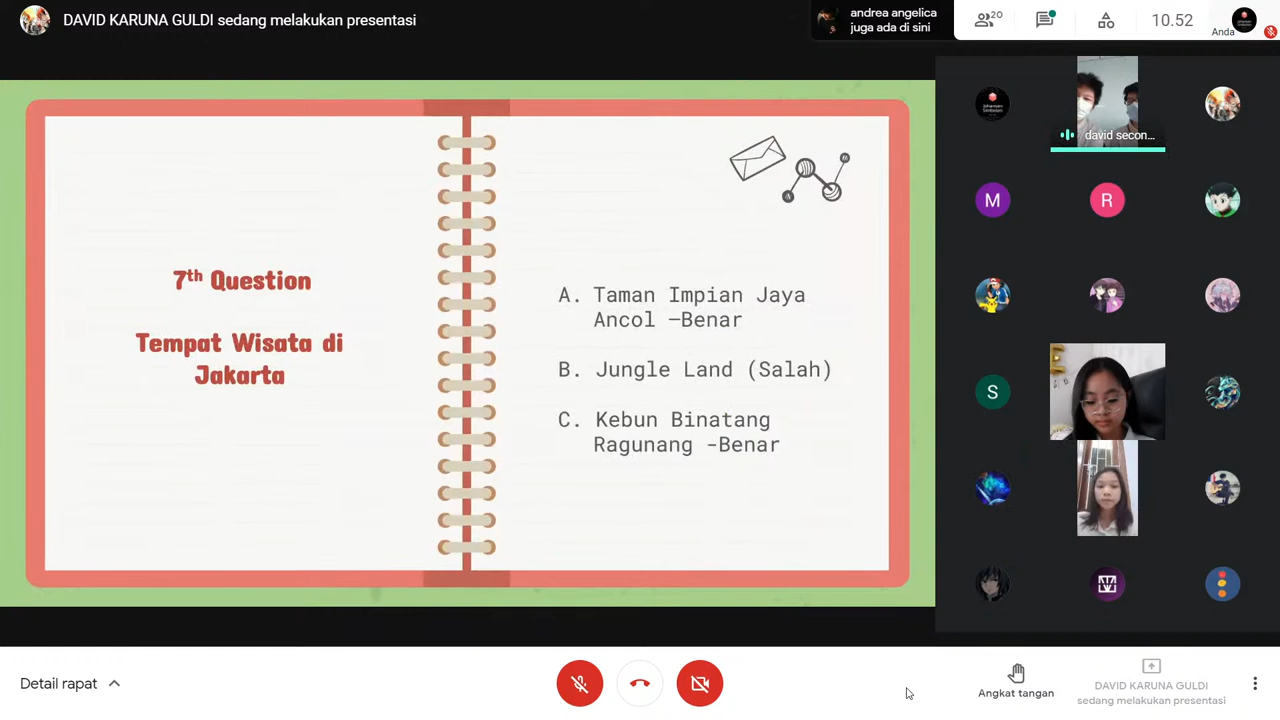 DAVID KARUNA GULDI sedang melakukan presentasi
andrea angelica
juga ada di sini
20
10.52
Anda
david secon...
M
R
S
7th Question
Tempat Wisata di
Jakarta
A. Taman Impian Jaya
Ancol –Benar
B. Jungle Land (Salah)
C. Kebun Binatang
Ragunang -Benar
Detail rapat
Angkat tangan
DAVID KARUNA GULDI
sedang melakukan presentasi